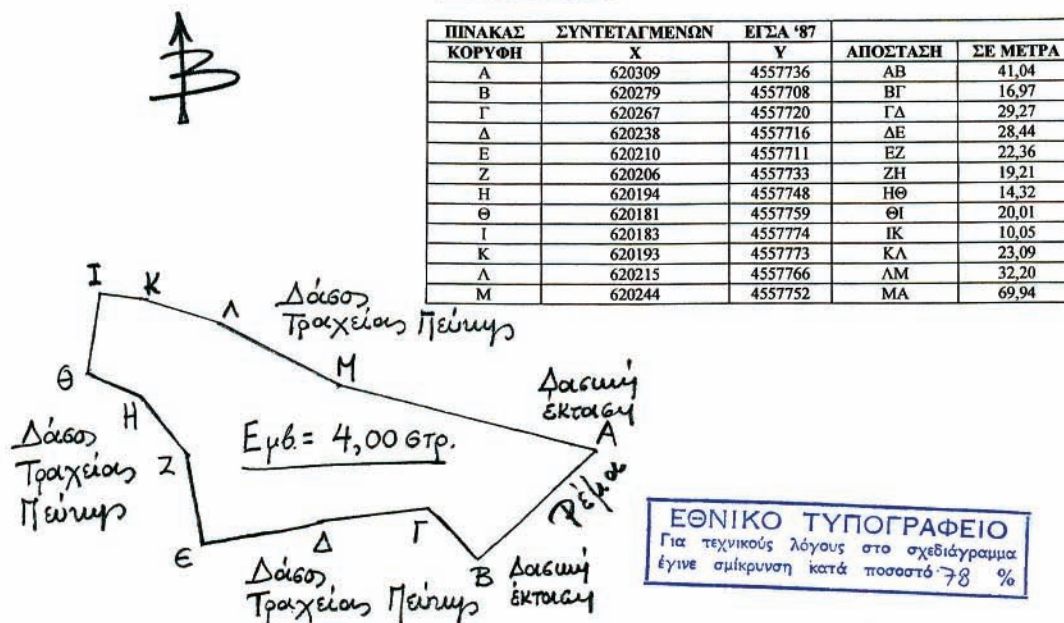 Β
ΠΙΝΑΚΑΣ ΣΥΝΤΕΤΑΓΜΕΝΩΝ ΕΓΣΑ ‘87
ΚΟΡΥΦΗ Χ Υ ΑΠΟΣΤΑΣΗ ΣΕ ΜΕΤΡΑ
Α 620309 4557736 ΑΒ 41,04
Β 620279 4557708 ΒΓ 16,97
Γ 620267 4557720 ΓΔ 29,27
Δ 620238 4557716 ΔΕ 28,44
Ε 620210 4557711 ΕΖ 22,36
Ζ 620206 4557733 ΖΗ 19,21
Η 620194 4557748 ΗΘ 14,32
Θ 620181 4557759 ΘΙ 20,01
Ι 620183 4557774 ΙΚ 10,05
Κ 620193 4557773 ΚΛ 23,09
Λ 620215 4557766 ΛΜ 32,20
Μ 620244 4557752 ΜΑ 69,94
Ι Κ Λ
Δάσος
Τραχείας Πεύκης
Θ Μ
Δασική
έκταση
Η Α
Δάσος
Τραχείας
Πεύκης
Ζ
Εμβ. = 4,00 στρ.
Ρέμα
Ε Δ Γ Β
Δάσος
Τραχείας Πεύκης
Δασική
έκταση
ΕΘΝΙΚΟ ΤΥΠΟΓΡΑΦΕΙΟ
Για τεχνικούς λόγους στο σχεδιάγραμμα
έγινε σμίκρυνση κατά ποσοστό 78 %